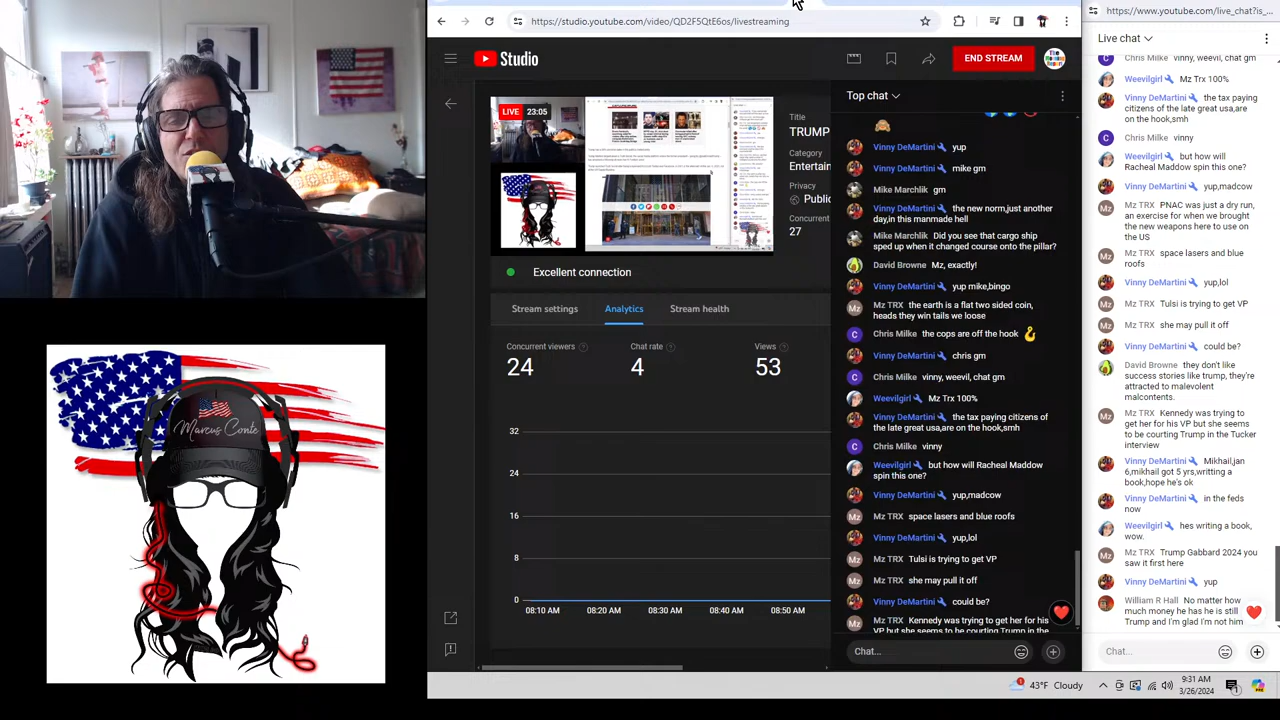 Marcus Conte
https://studio.youtube.com/video/QD2F5QtE6os/livestreaming
Studio
END STREAM
LIVE 23:05
Title
TRUMP
Category
Entertai
Privacy
Public
Concurrent
27
Excellent connection
Stream settings
Analytics
Stream health
Concurrent viewers
24
Chat rate
4
Views
53
32
24
16
8
0
08:10 AM
08:20 AM
08:30 AM
08:40 AM
08:50 AM
Top chat
Vinny DeMartini yup
Vinny DeMartini mike gm
Mike Marchlik gm
Vinny DeMartini the new norm,just another
day,in this manmade hell
Mike Marchlik Did you see that cargo ship
sped up when it changed course onto the pillar?
David Browne Mz, exactly!
Vinny DeMartini yup mike,bingo
Mz TRX the earth is a flat two sided coin,
heads they win tails we loose
Chris Milke the cops are off the hook
Vinny DeMartini chris gm
Chris Milke vinny, weevil, chat gm
Weevilgirl Mz Trx 100%
Vinny DeMartini the tax paying citizens of
the late great usa,are on the hook,smh
Chris Milke vinny
Weevilgirl but how will Racheal Maddow
spin this one?
Vinny DeMartini yup,madcow
Mz TRX space lasers and blue roofs
Vinny DeMartini yup,lol
Mz TRX Tulsi is trying to get VP
Mz TRX she may pull it off
Vinny DeMartini could be?
Mz TRX Kennedy was trying to get her for his
VP but she seems to be courting Trump in the
Chat...
https://www.youtube.com/live_chat?is_...
Live chat
Chris Milke vinny, weevil, chat gm
Weevilgirl Mz Trx 100%
Vinny DeMartini the tax paying
citizens of the late great usa,are
on the hook,smh
Chris Milke vinny
Weevilgirl but how will
Racheal Maddow spin this one?
Vinny DeMartini yup,madcow
Mz TRX PNAC was just a dry run,
an exercise for when we brought
the new weapons here to use on
the US
Mz TRX space lasers and blue
roofs
Vinny DeMartini yup,lol
Mz TRX Tulsi is trying to get VP
Mz TRX she may pull it off
Vinny DeMartini could be?
David Browne they don't like
success stories like trump, they're
attracted to malevolent
malcontents.
Mz TRX Kennedy was trying to
get her for his VP but she seems
to be courting Trump in the Tucker
interview
Vinny DeMartini Mikhail,jan
6,mikhail got 5 yrs,writting a
book,hope he's ok
Vinny DeMartini in the feds
now
Weevilgirl hes writing a book,
wow.
Mz TRX Trump Gabbard 2024 you
saw it first here
Vinny DeMartini yup
William R Hall No matter how
much money he has he is still
Trump and I'm glad I'm not him
Chat...
43°F Cloudy
9:31 AM
3/26/2024